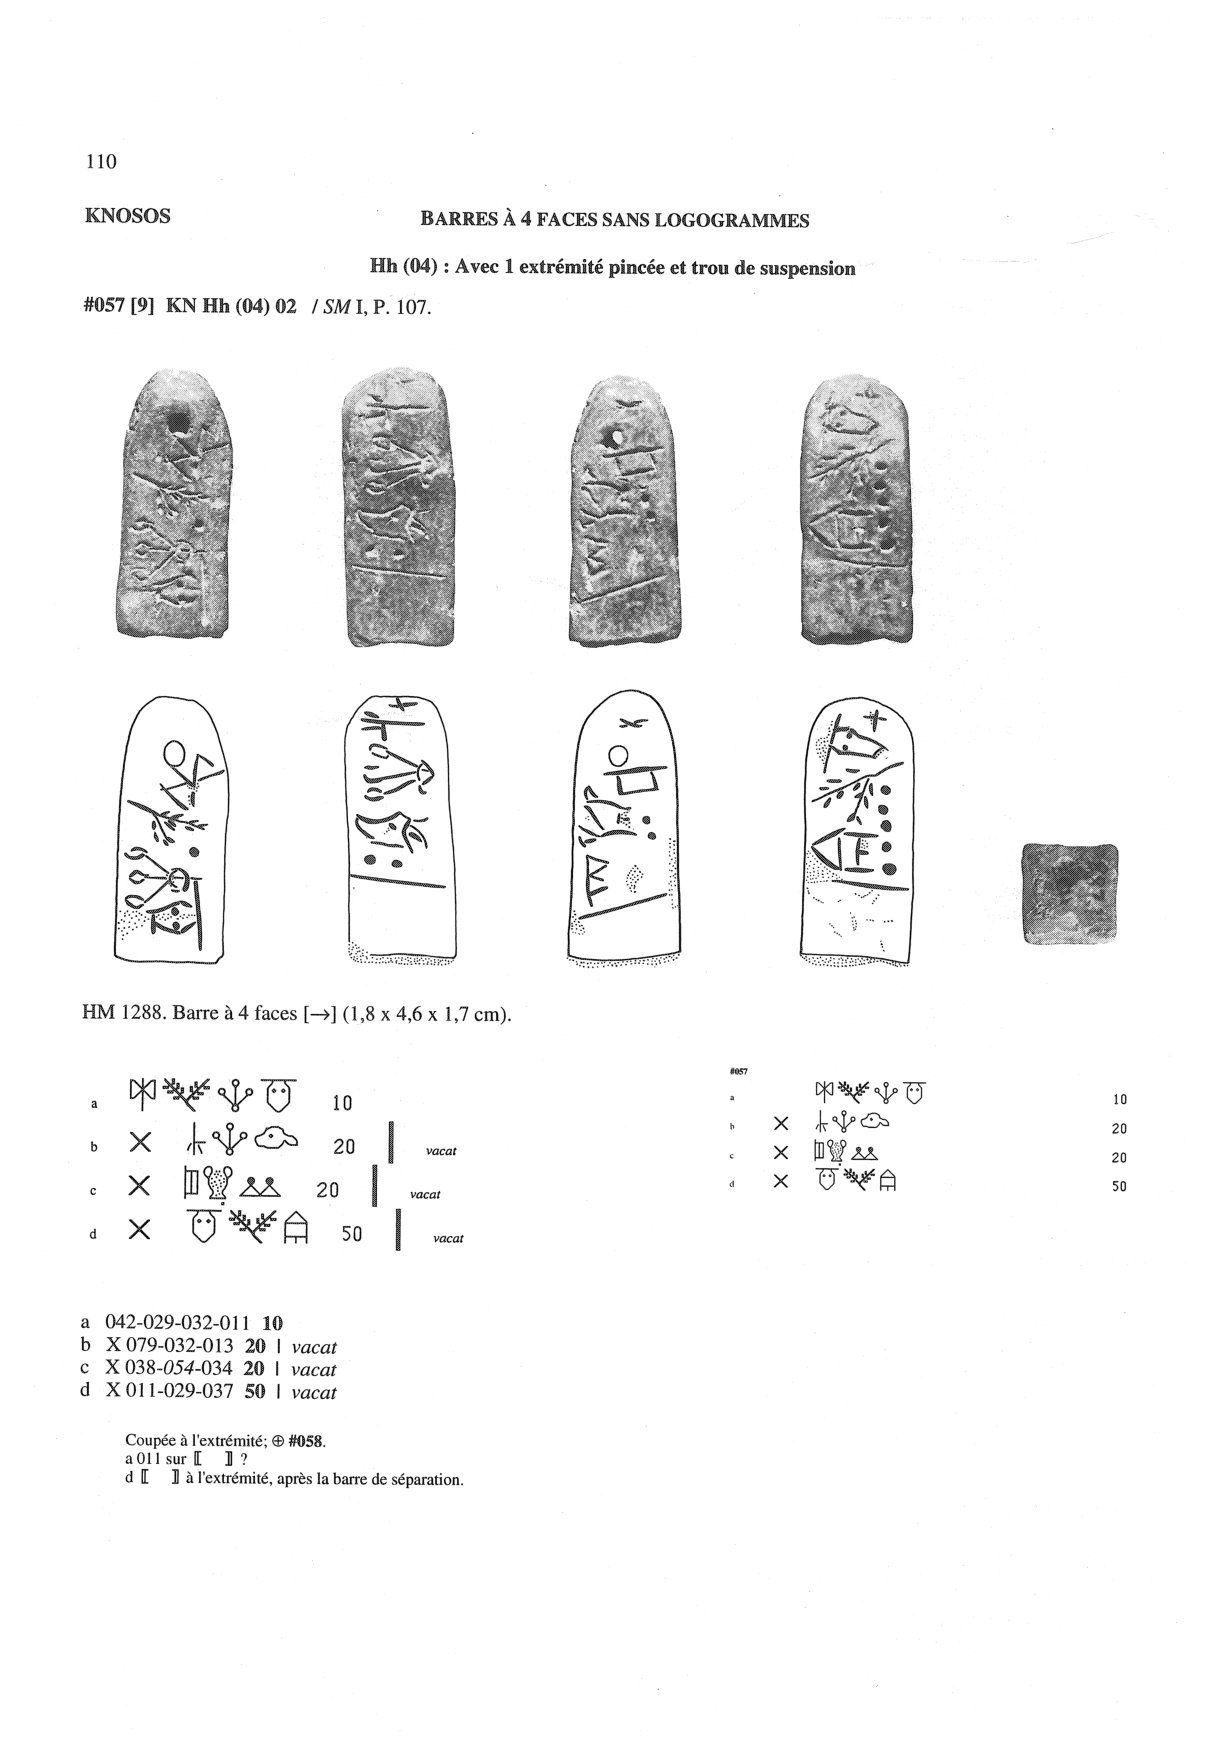 110
KNOSOS
BARRES À 4 FACES SANS LOGOGRAMMES
Hh (04) : Avec 1 extrémité pincée et trou de suspension
#057 [9] KN Hh (04) 02 / SM I, P. 107.
HM 1288. Barre à 4 faces [→] (1,8 x 4,6 x 1,7 cm).
a 10
b X 20 | vacat
c X 20 | vacat
d X 50 | vacat
#057
a 10
b X 20
c X 20
d X 50
a 042-029-032-011 10
b X 079-032-013 20 | vacat
c X 038-054-034 20 | vacat
d X 011-029-037 50 | vacat
Coupée à l'extrémité; ⊕ #058.
a 011 sur ⟦ ⟧ ?
d ⟦ ⟧ à l'extrémité, après la barre de séparation.